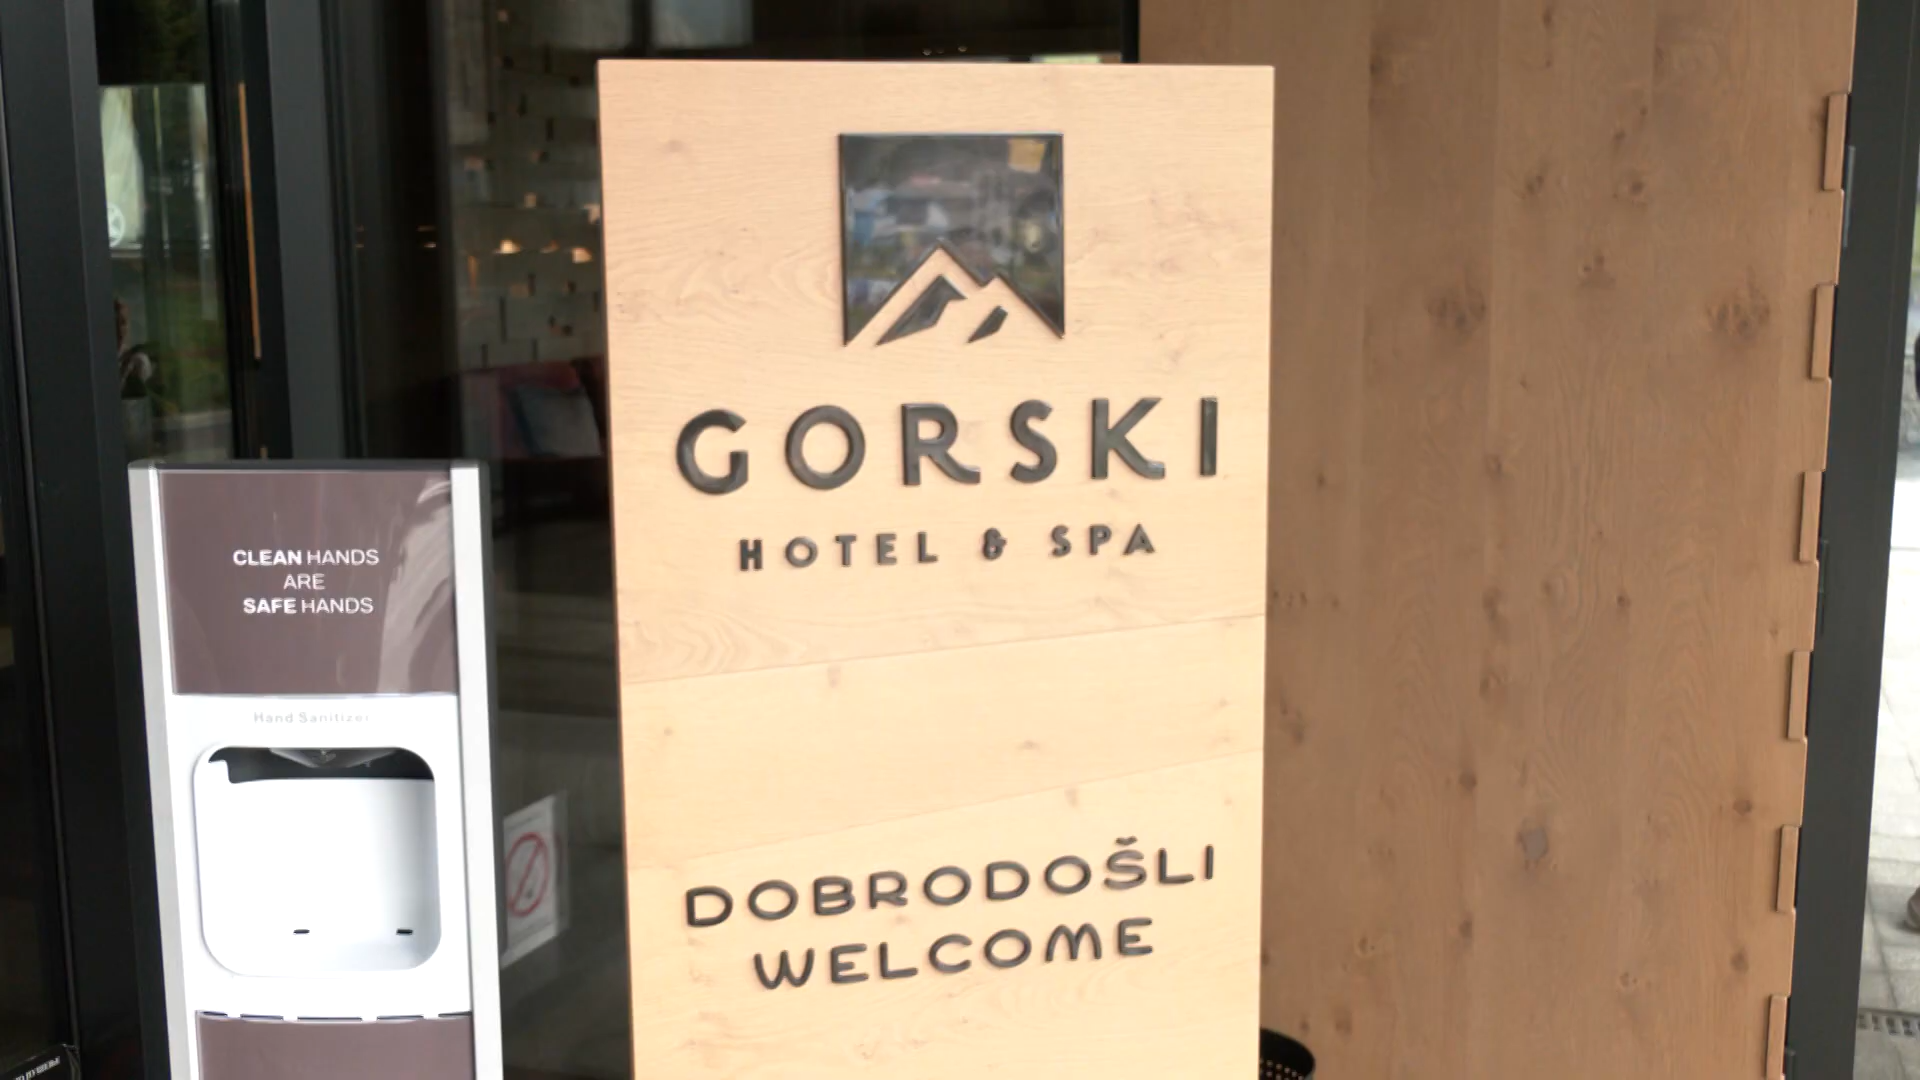 GORSKI
HOTEL & SPA
DOBRODOŠLI
WELCOME
CLEAN HANDS
ARE
SAFE HANDS
Hand Sanitizer